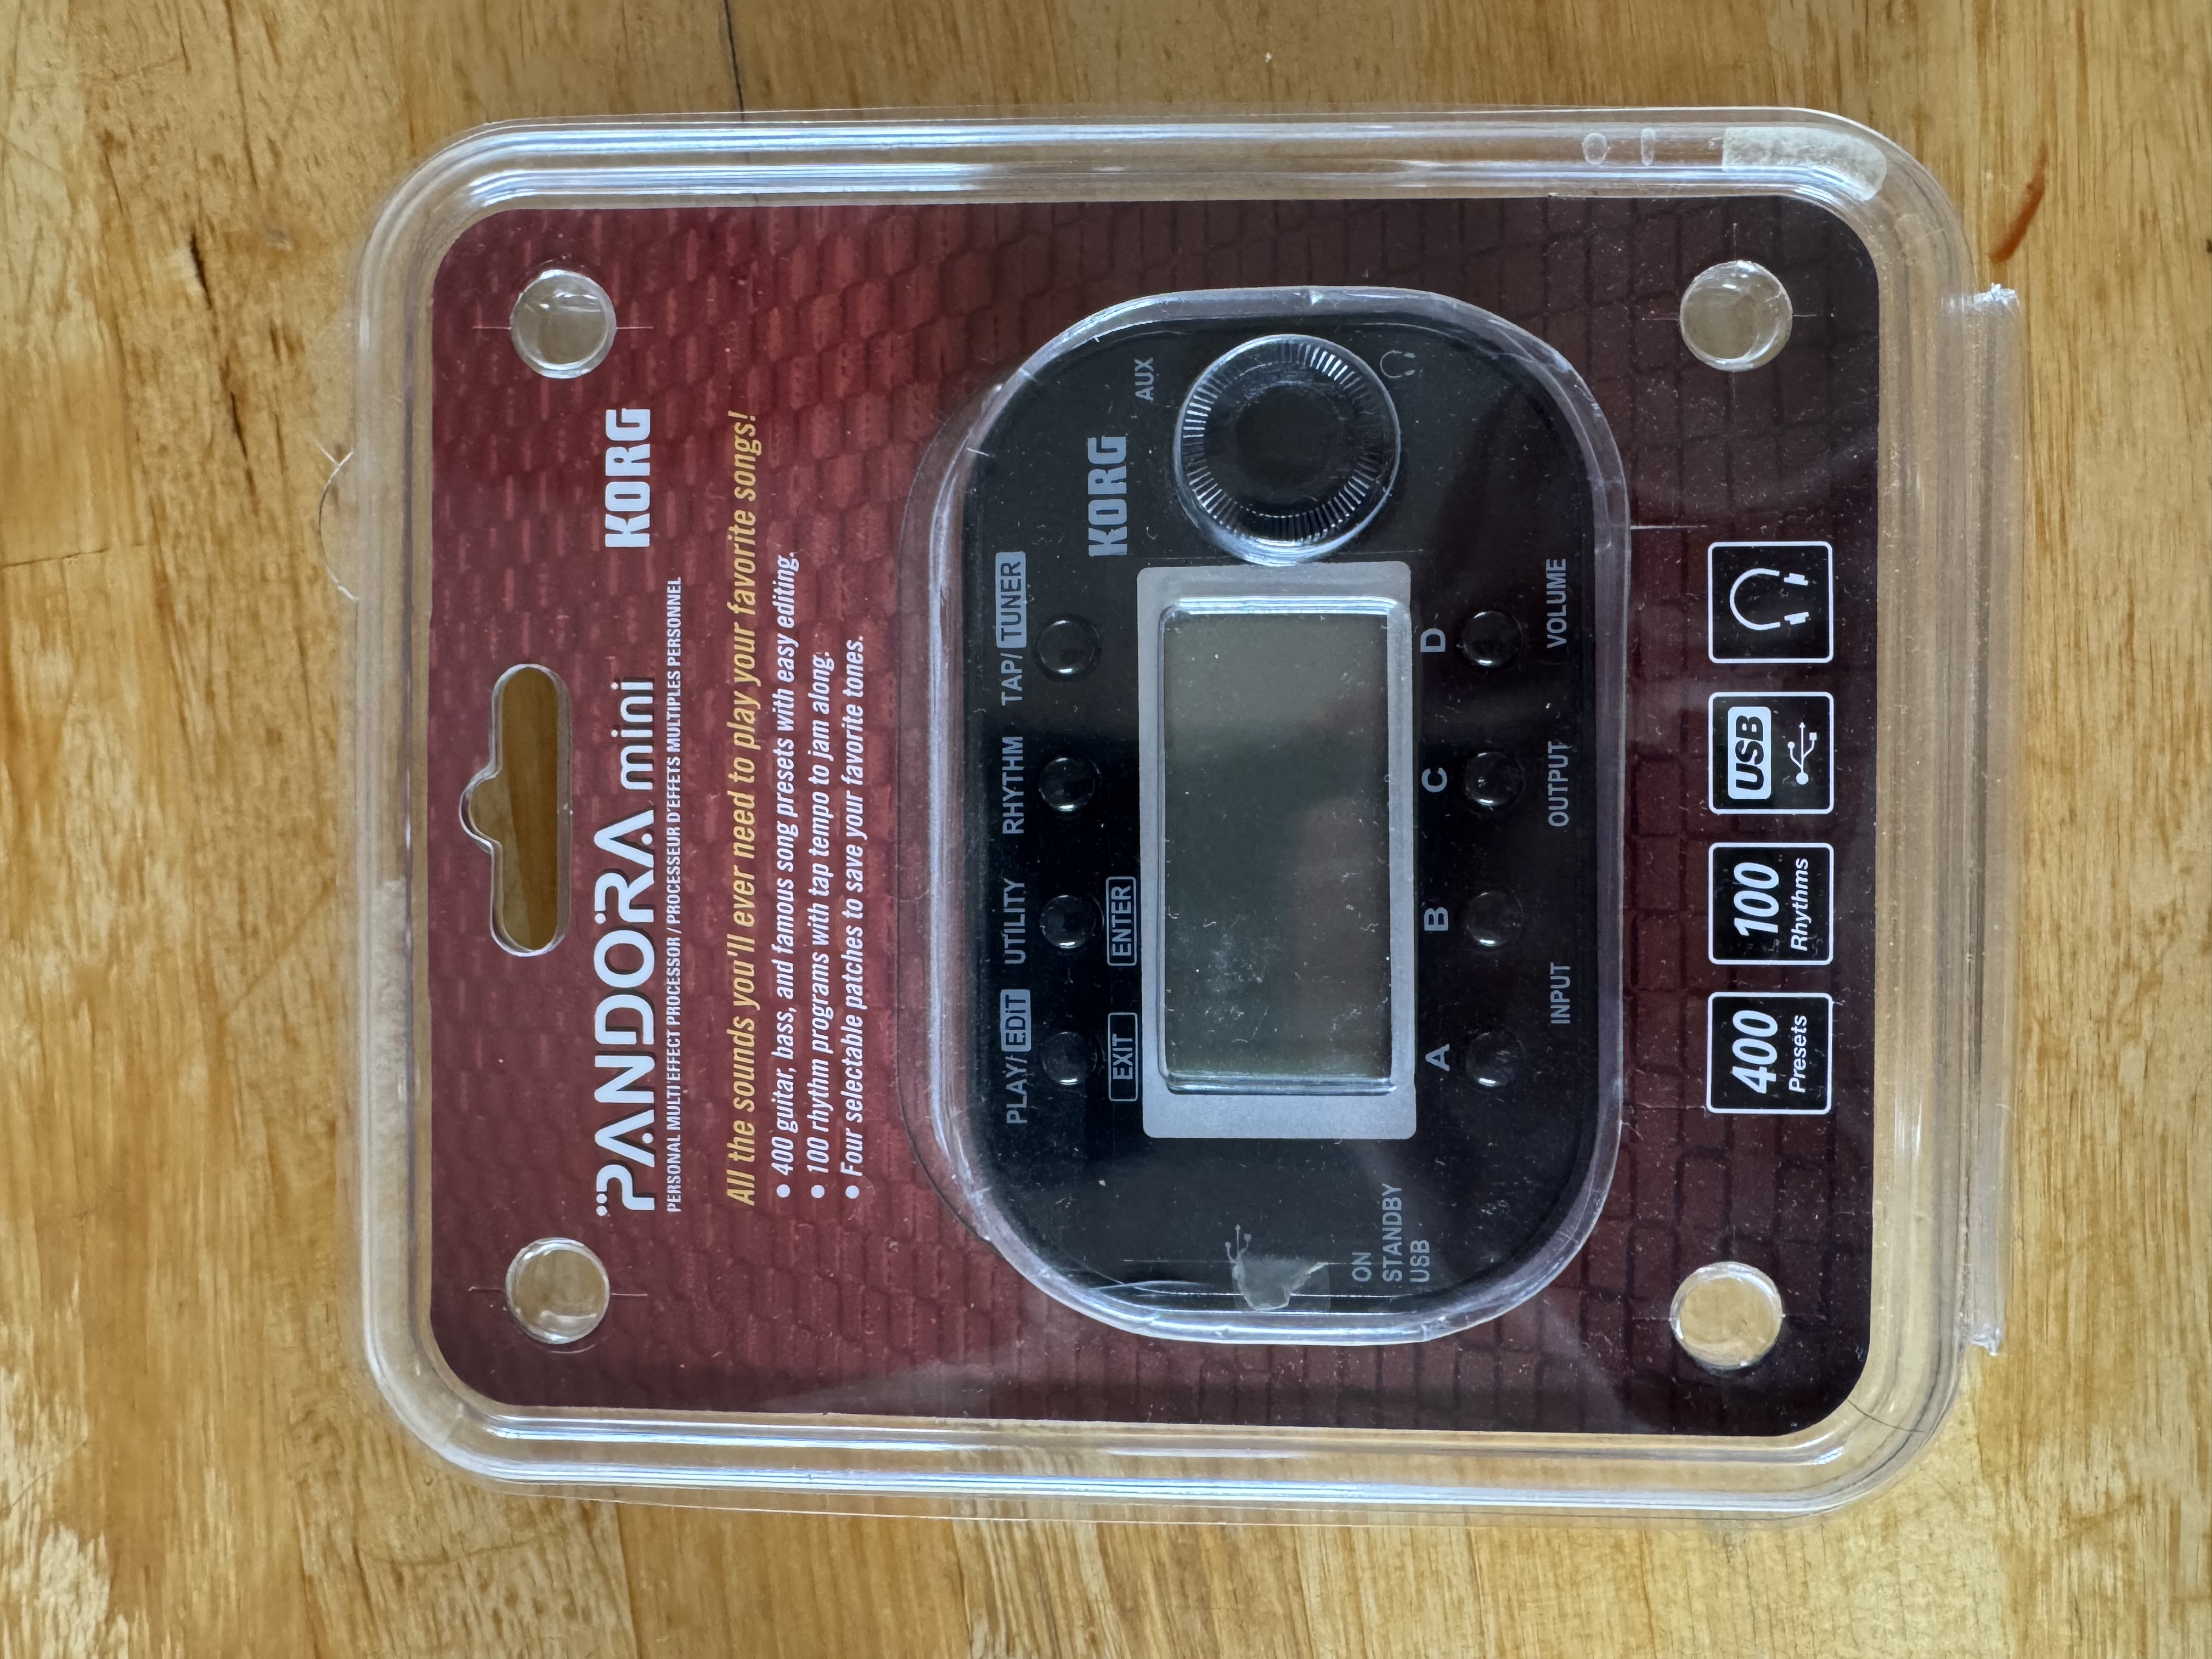 PANDORA mini
KORG
PERSONAL MULTI EFFECT PROCESSOR / PROCESSEUR D'EFFETS MULTIPLES PERSONNEL
All the sounds you'll ever need to play your favorite songs!
• 400 guitar, bass, and famous song presets with easy editing.
• 100 rhythm programs with tap tempo to jam along.
• Four selectable patches to save your favorite tones.
PLAY/EDIT UTILITY RHYTHM TAP/TUNER
EXIT ENTER
KORG
AUX
ON
STANDBY
USB
A B C D
INPUT OUTPUT VOLUME
400
Presets
100
Rhythms
USB